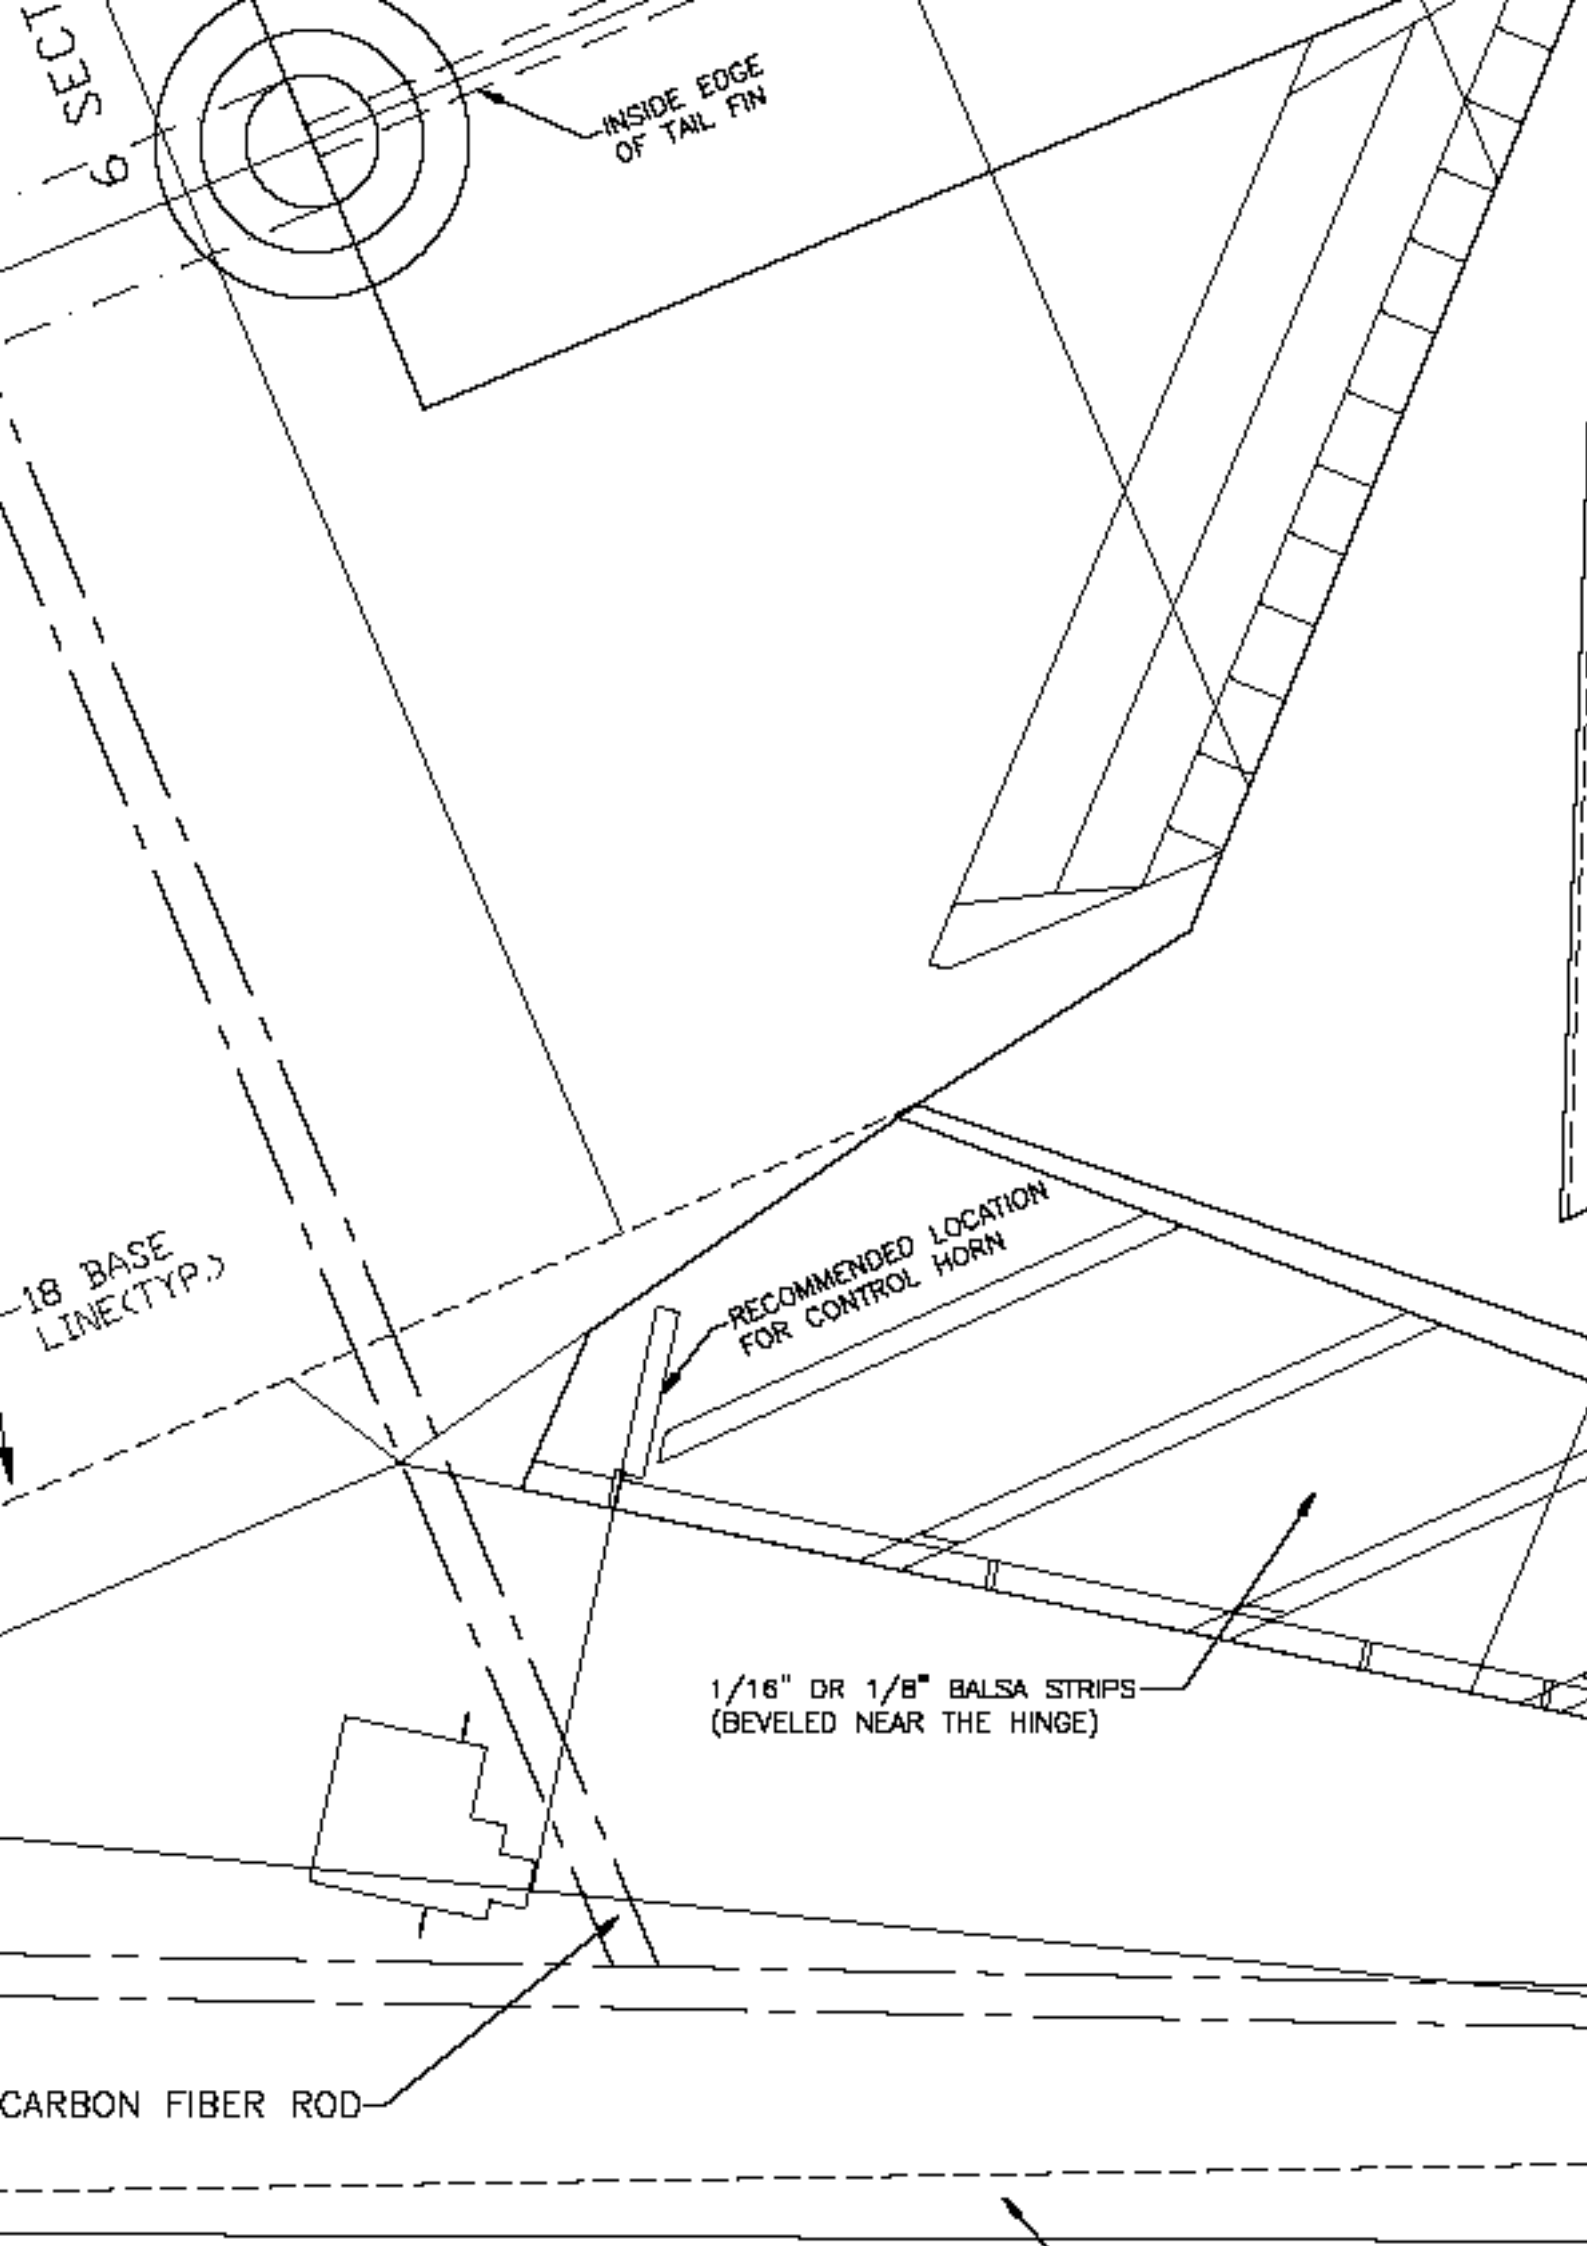 SECT
9
INSIDE EDGE
OF TAIL FIN
18 BASE
LINE(TYP.)
RECOMMENDED LOCATION
FOR CONTROL HORN
1/16" OR 1/8" BALSA STRIPS
(BEVELED NEAR THE HINGE)
CARBON FIBER ROD